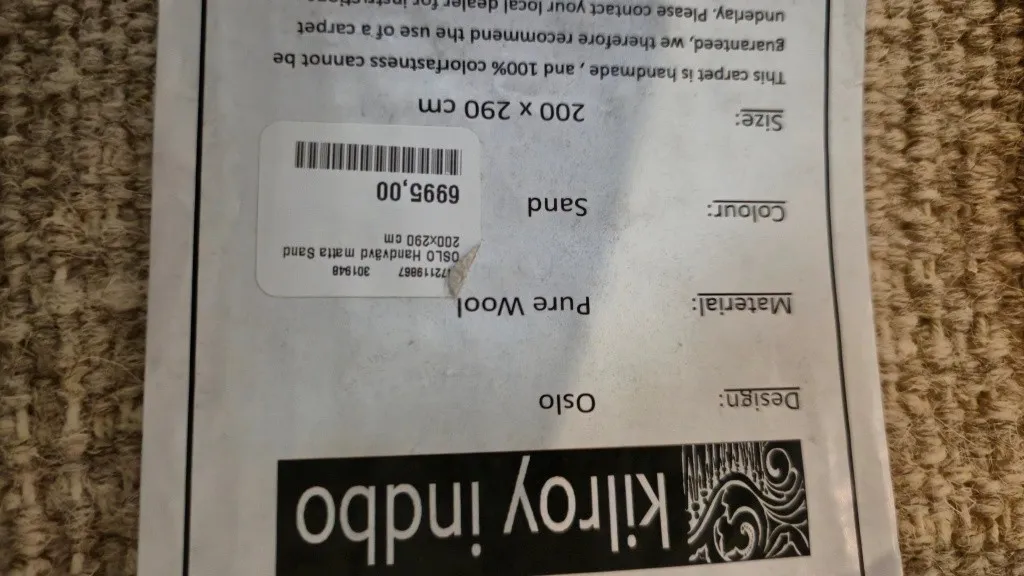 kilroy indbo
Design: Oslo
Material: Pure Wool
72119867 301948
OSLO Handvävd matta Sand
200x290 cm
6995,00
Colour: Sand
Size: 200 x 290 cm
This carpet is handmade , and 100% colorfastness cannot be
guaranteed, we therefore recommend the use of a carpet
underlay. Please contact your local dealer for